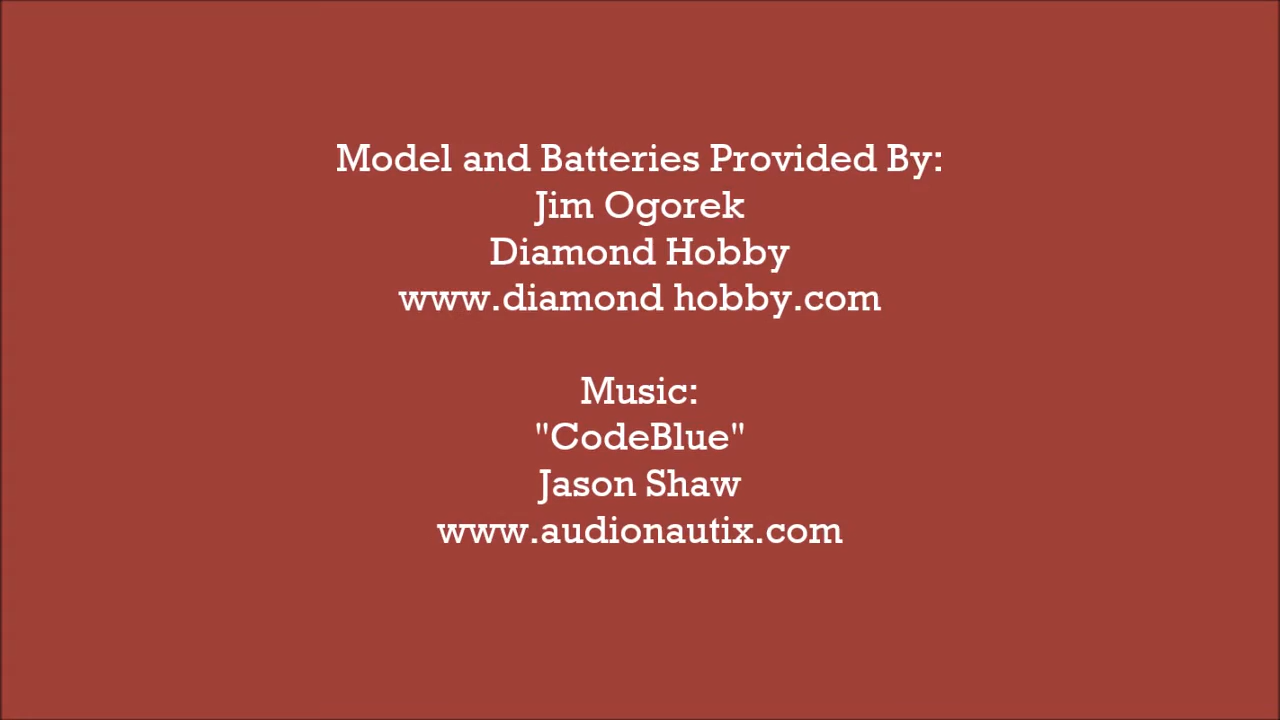 Model and Batteries Provided By:
Jim Ogorek
Diamond Hobby
www.diamond hobby.com
Music:
"CodeBlue"
Jason Shaw
www.audionautix.com